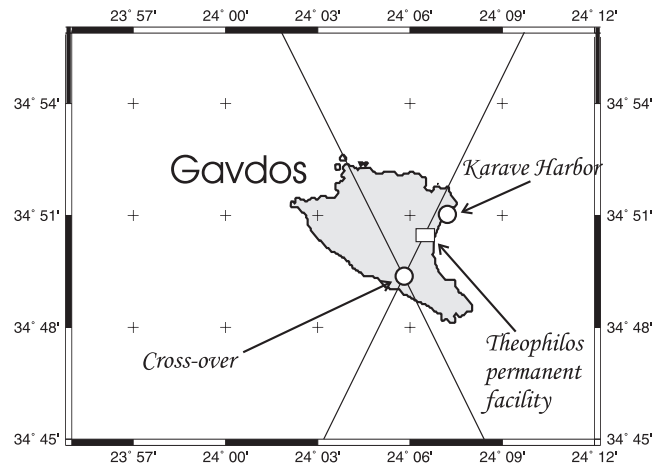 23° 57' 24° 00' 24° 03' 24° 06' 24° 09' 24° 12'
34° 54' 34° 54'
Gavdos
Karave Harbor
34° 51' 34° 51'
34° 48' 34° 48'
Cross-over
Theophilos
permanent
facility
34° 45' 34° 45'
23° 57' 24° 00' 24° 03' 24° 06' 24° 09' 24° 12'